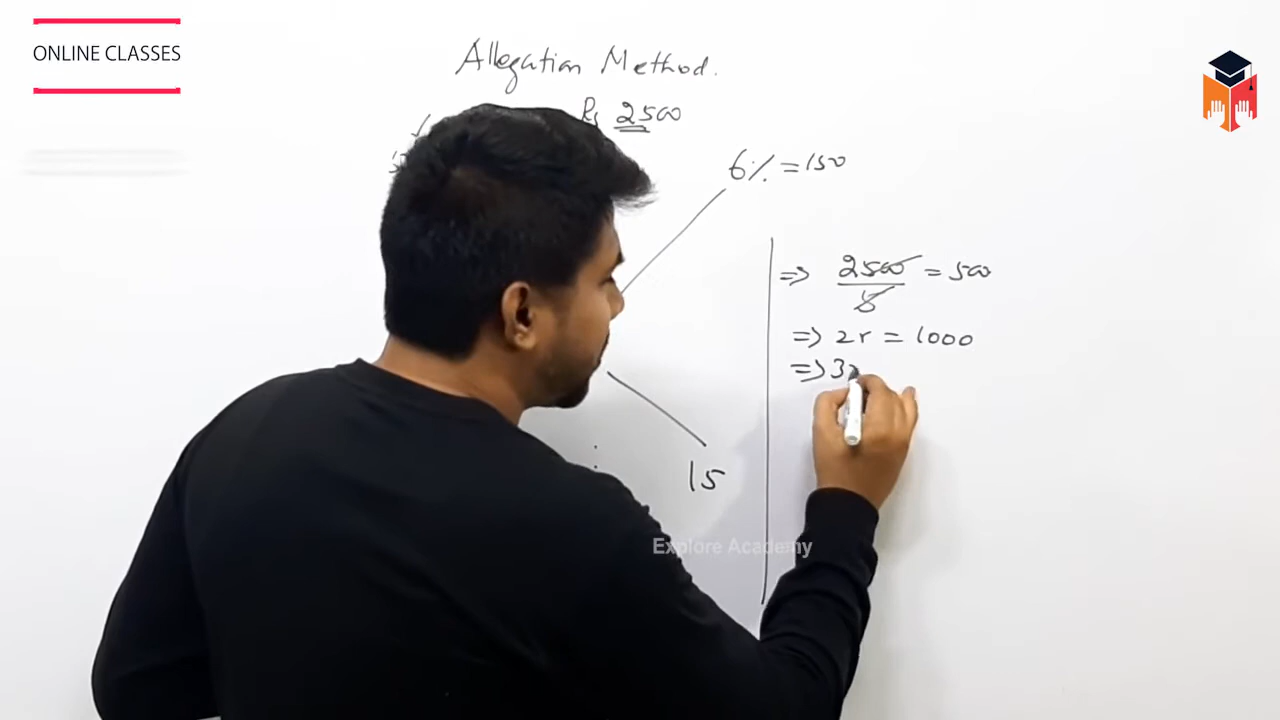 ONLINE CLASSES
Allegation Method.
Rs 2500
6% = 150
=> 2500/5 = 500
=> 2r = 1000
=> 3
15
Explore Academy